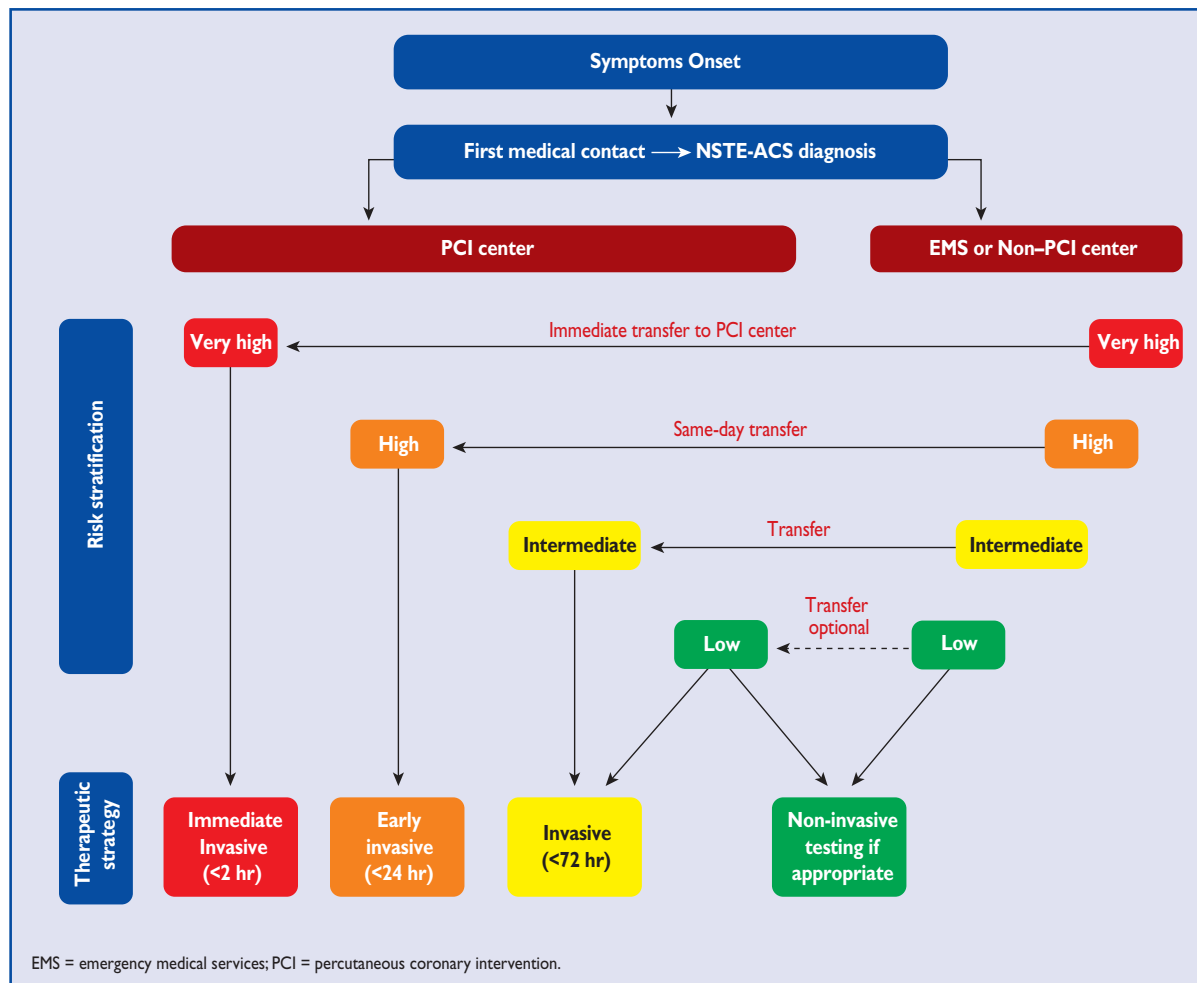 Symptoms Onset
First medical contact → NSTE-ACS diagnosis
PCI center
EMS or Non–PCI center
Risk stratification
Very high
Immediate transfer to PCI center
Very high
High
Same-day transfer
High
Intermediate
Transfer
Intermediate
Low
Transfer
optional
Low
Therapeutic
strategy
Immediate
Invasive
(<2 hr)
Early
invasive
(<24 hr)
Invasive
(<72 hr)
Non-invasive
testing if
appropriate
EMS = emergency medical services; PCI = percutaneous coronary intervention.